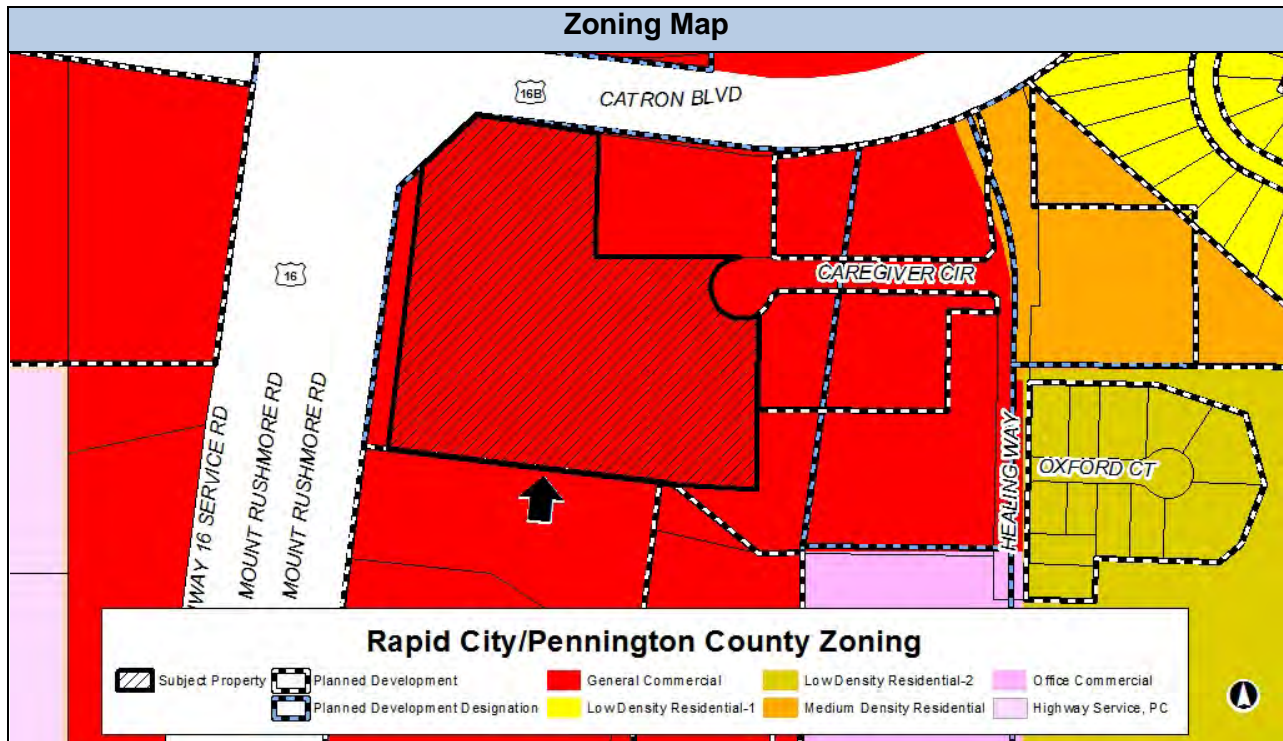 Zoning Map
16B
CATRON BLVD
16
CAREGIVER CIR
WAY 16 SERVICE RD
MOUNT RUSHMORE RD
MOUNT RUSHMORE RD
HEALING WAY
OXFORD CT
Rapid City/Pennington County Zoning
Subject Property Planned Development General Commercial Low Density Residential-2 Office Commercial
Planned Development Designation Low Density Residential-1 Medium Density Residential Highway Service, PC